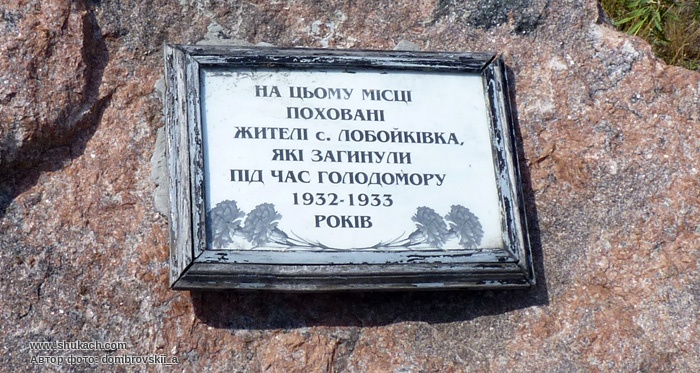 НА ЦЬОМУ МІСЦІ
ПОХОВАНІ
ЖИТЕЛІ с. ЛОБОЙКІВКА,
ЯКІ ЗАГИНУЛИ
ПІД ЧАС ГОЛОДОМОРУ
1932-1933
РОКІВ
www.shukach.com
Автор фото: dombrovskii_a